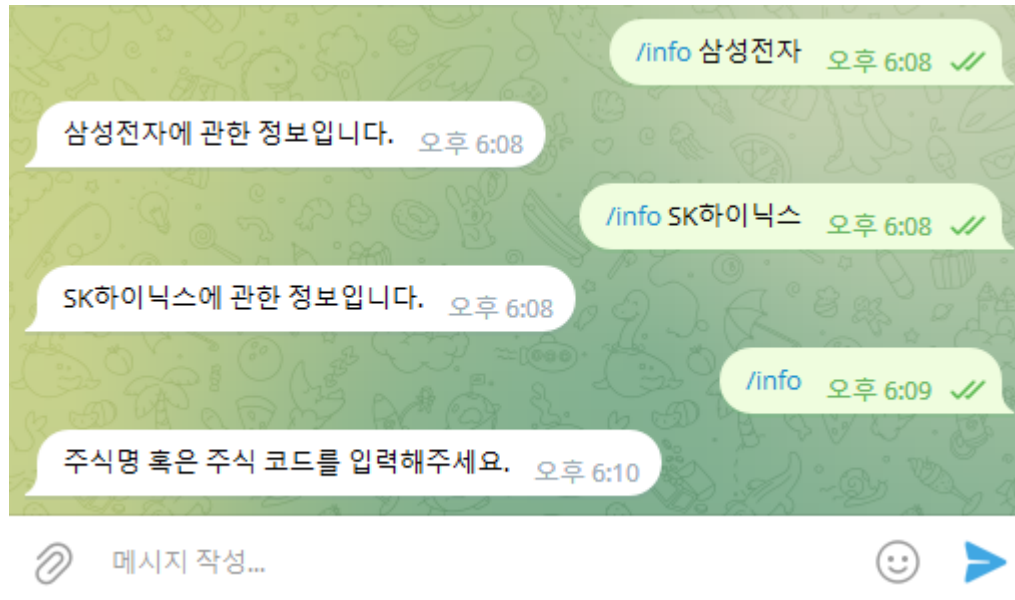 /info 삼성전자 오후 6:08
삼성전자에 관한 정보입니다. 오후 6:08
/info SK하이닉스 오후 6:08
SK하이닉스에 관한 정보입니다. 오후 6:08
/info 오후 6:09
주식명 혹은 주식 코드를 입력해주세요. 오후 6:10
메시지 작성...